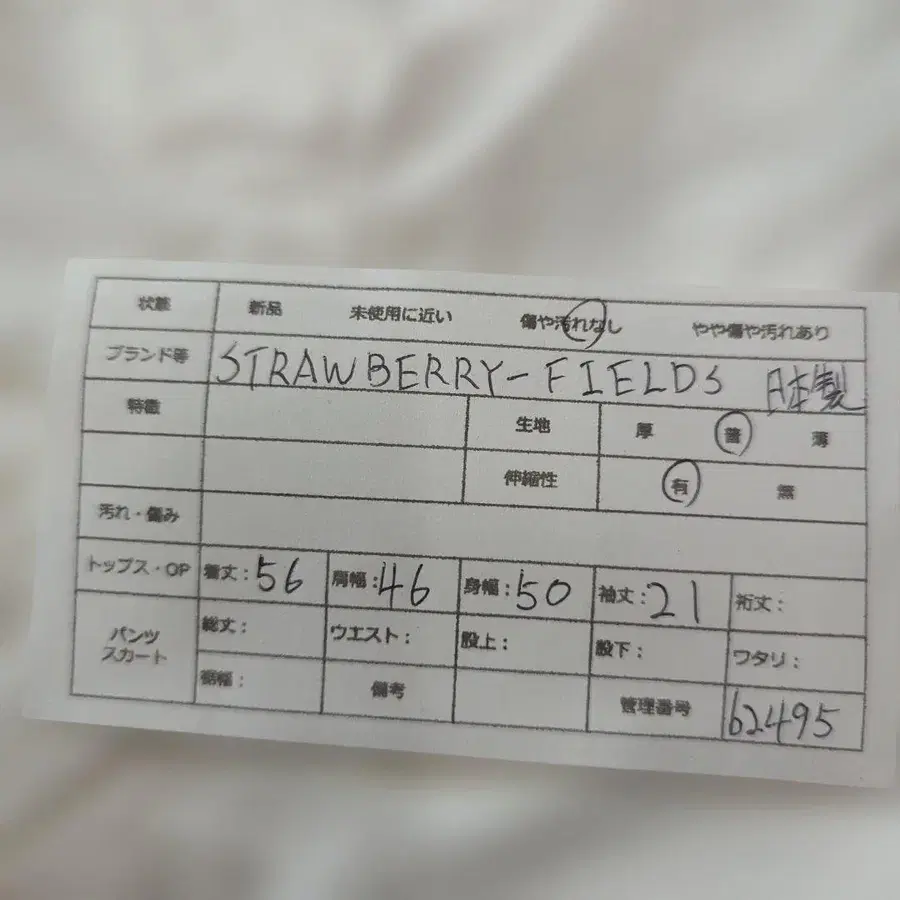 状態 新品 未使用に近い 傷や汚れなし やや傷や汚れあり
ブランド等 STRAWBERRY-FIELDS 日本製
特徴 生地 厚 普 薄
伸縮性 有 無
汚れ・傷み
トップス・OP 着丈:56 肩幅:46 身幅:50 袖丈:21 裄丈:
パンツ
スカート
総丈: ウエスト: 股上: 股下: ワタリ:
裾幅: 備考 管理番号 62495